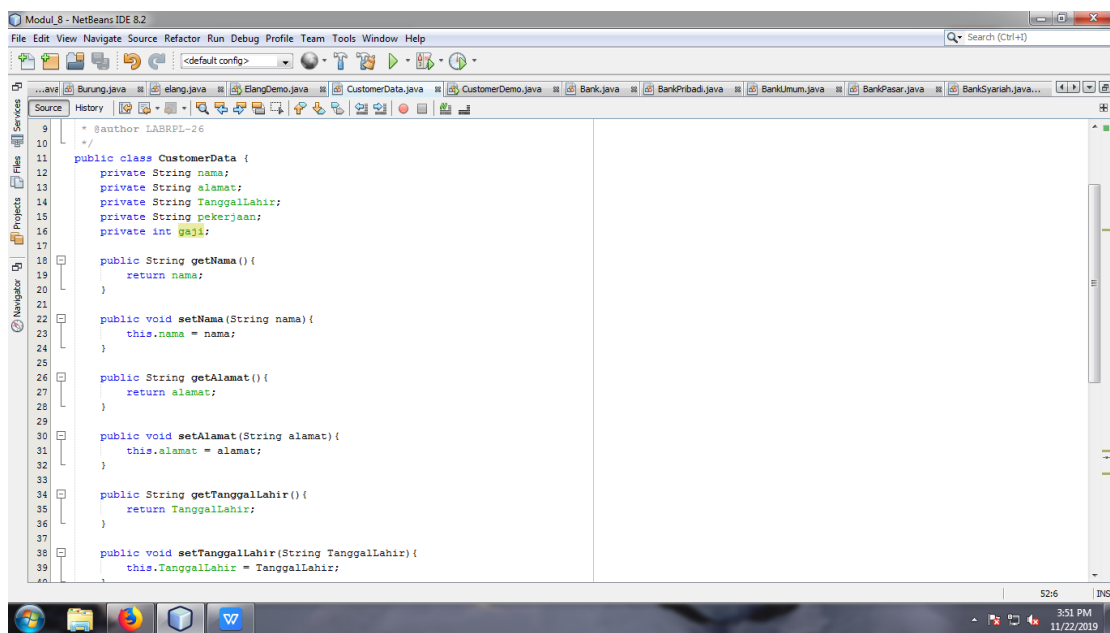 Modul_8 - NetBeans IDE 8.2
File Edit View Navigate Source Refactor Run Debug Profile Team Tools Window Help
Search (Ctrl+I)
<default config>
...ava Burung.java elang.java ElangDemo.java CustomerData.java CustomerDemo.java Bank.java BankPribadi.java BankUmum.java BankPasar.java BankSyariah.java...
Source History
Services
Files
Projects
Navigator
9 * @author LABRPL-26
10 */
11 public class CustomerData {
12 private String nama;
13 private String alamat;
14 private String TanggalLahir;
15 private String pekerjaan;
16 private int gaji;
17
18 public String getNama(){
19 return nama;
20 }
21
22 public void setNama(String nama){
23 this.nama = nama;
24 }
25
26 public String getAlamat(){
27 return alamat;
28 }
29
30 public void setAlamat(String alamat){
31 this.alamat = alamat;
32 }
33
34 public String getTanggalLahir(){
35 return TanggalLahir;
36 }
37
38 public void setTanggalLahir(String TanggalLahir){
39 this.TanggalLahir = TanggalLahir;
40 }
52:6 INS
W
3:51 PM
11/22/2019